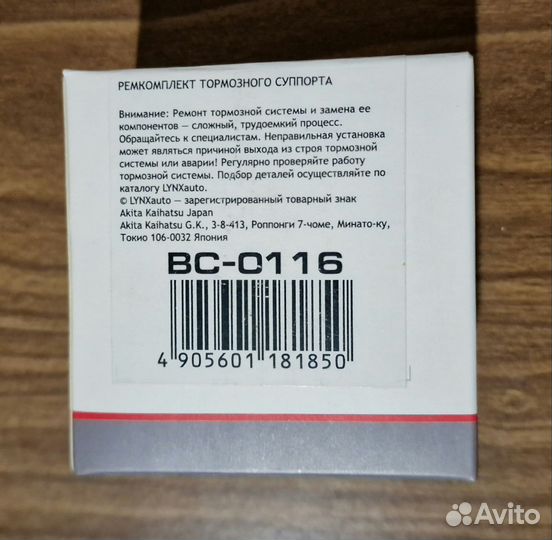 РЕМКОМПЛЕКТ ТОРМОЗНОГО СУППОРТА
Внимание: Ремонт тормозной системы и замена ее
компонентов – сложный, трудоемкий процесс.
Обращайтесь к специалистам. Неправильная установка
может являться причиной выхода из строя тормозной
системы или аварии! Регулярно проверяйте работу
тормозной системы. Подбор деталей осуществляйте по
каталогу LYNXauto.
© LYNXauto – зарегистрированный товарный знак
Akita Kaihatsu Japan
Akita Kaihatsu G.K., 3-8-413, Роппонги 7-чоме, Минато-ку,
Токио 106-0032 Япония
BC-0116
4 905601 181850
Avito